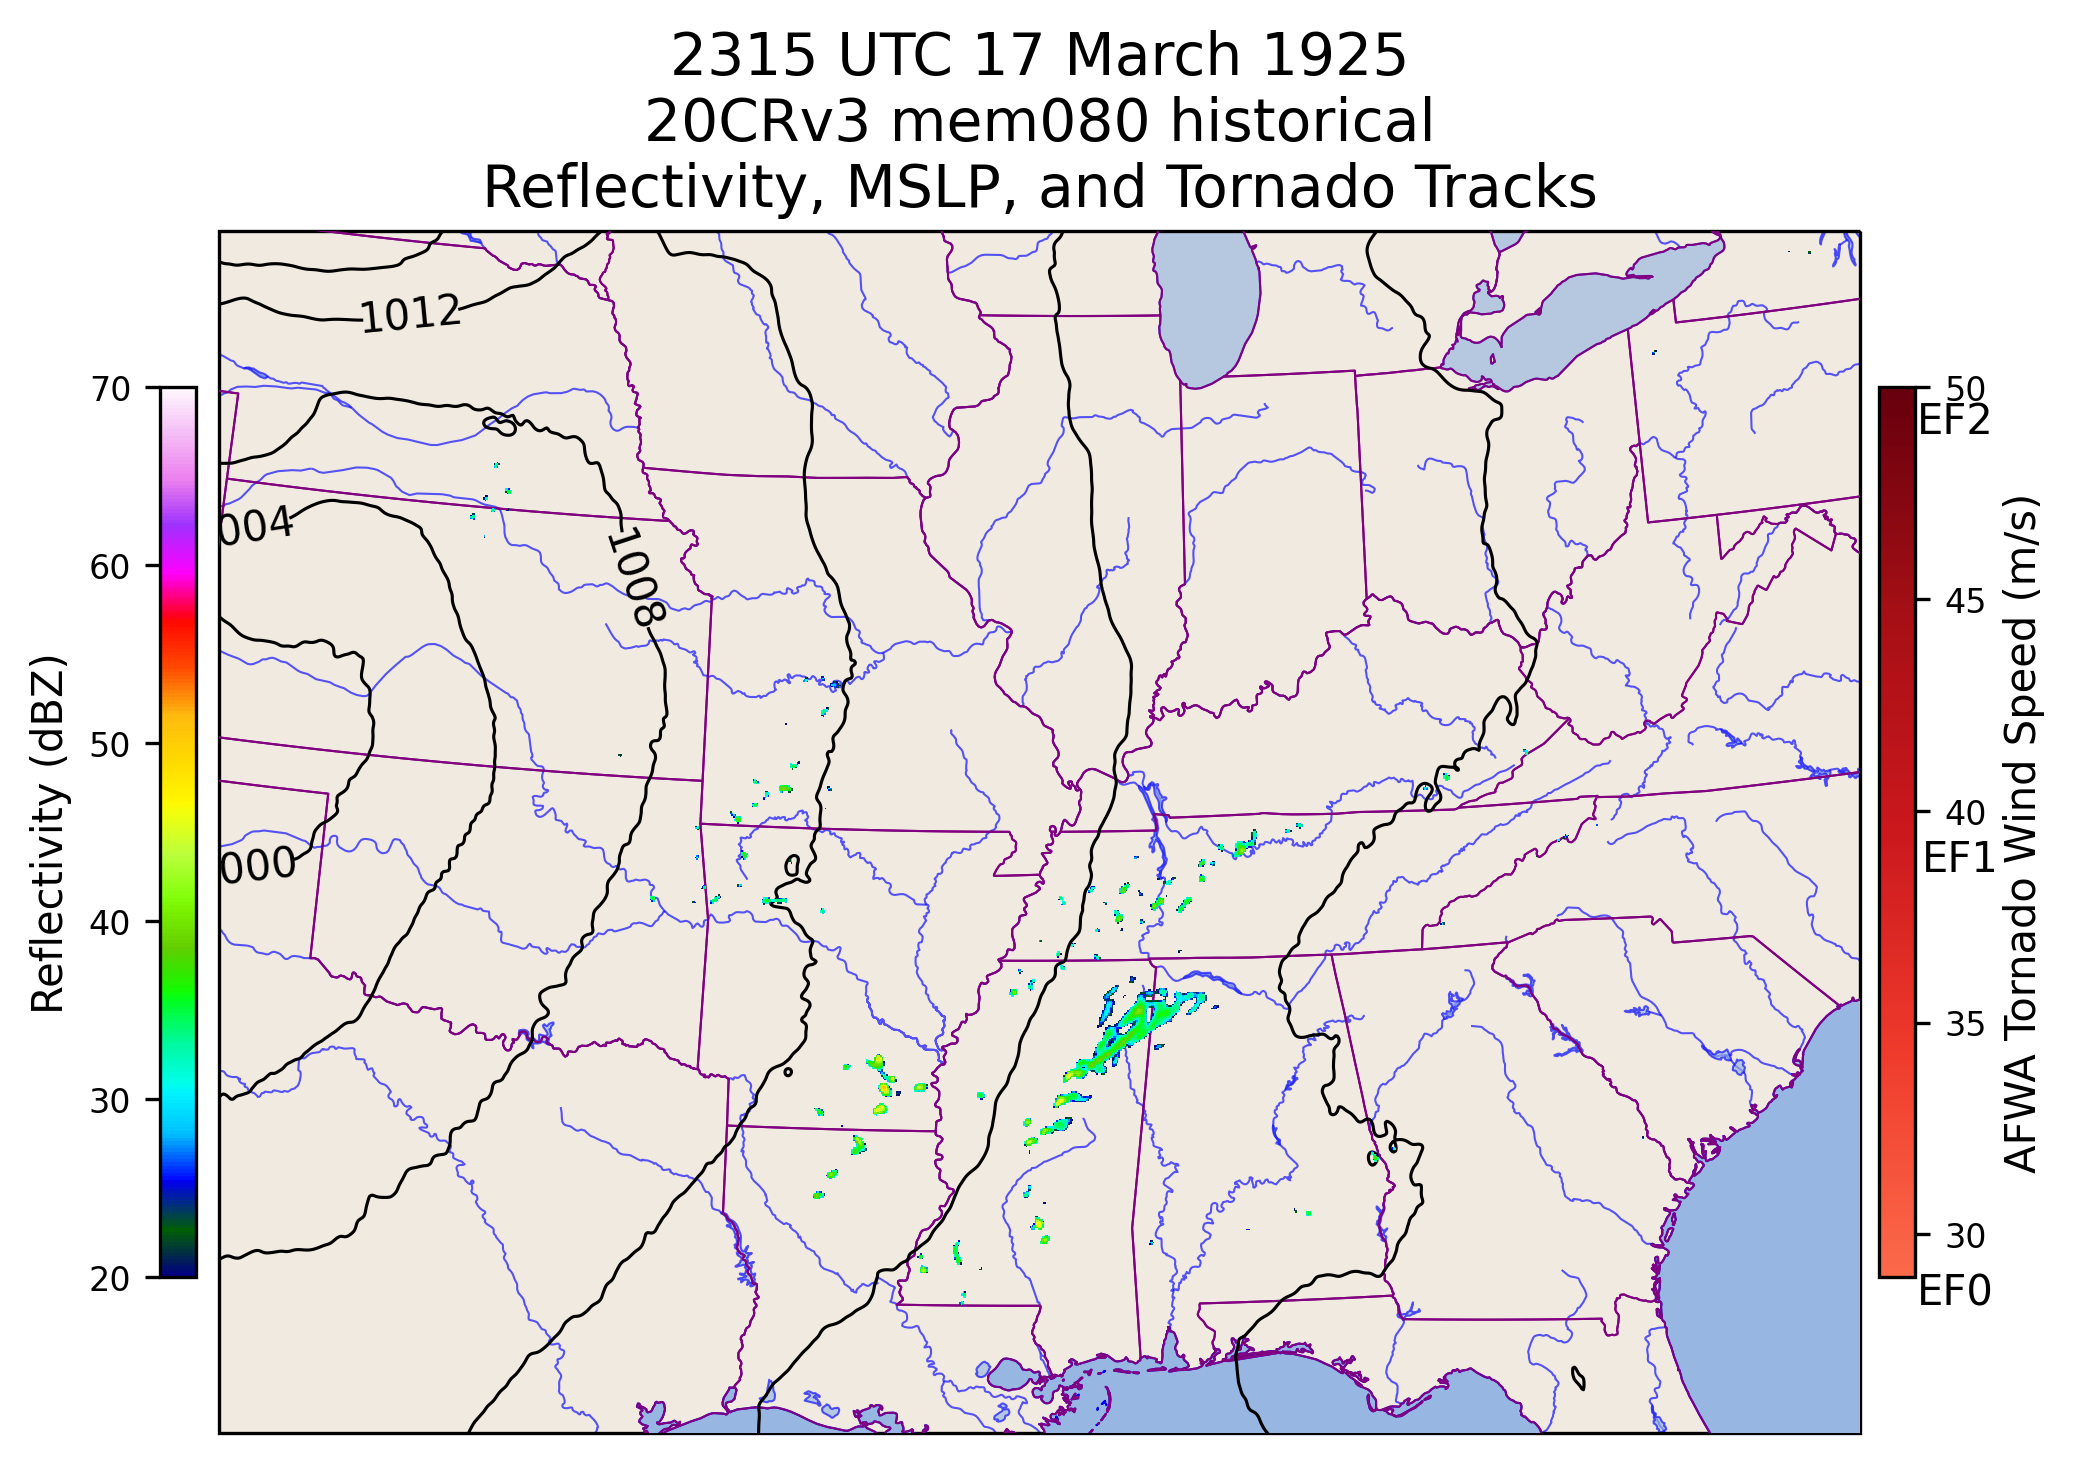 2315 UTC 17 March 1925
20CRv3 mem080 historical
Reflectivity, MSLP, and Tornado Tracks
1012
004
1008
000
70
60
50
40
30
20
Reflectivity (dBZ)
50
EF2
45
40
EF1
35
30
EF0
AFWA Tornado Wind Speed (m/s)